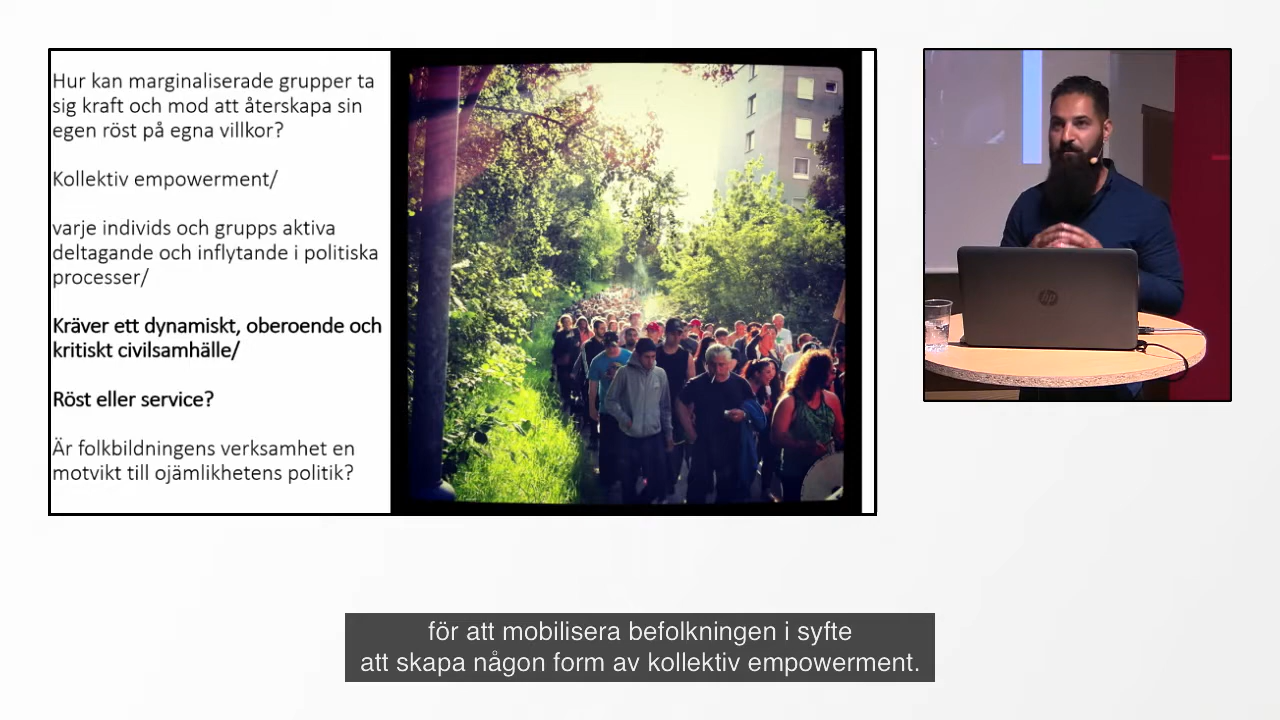 Hur kan marginaliserade grupper ta
sig kraft och mod att återskapa sin
egen röst på egna villkor?
Kollektiv empowerment/
varje individs och grupps aktiva
deltagande och inflytande i politiska
processer/
Kräver ett dynamiskt, oberoende och
kritiskt civilsamhälle/
Röst eller service?
Är folkbildningens verksamhet en
motvikt till ojämlikhetens politik?
hp
för att mobilisera befolkningen i syfte
att skapa någon form av kollektiv empowerment.